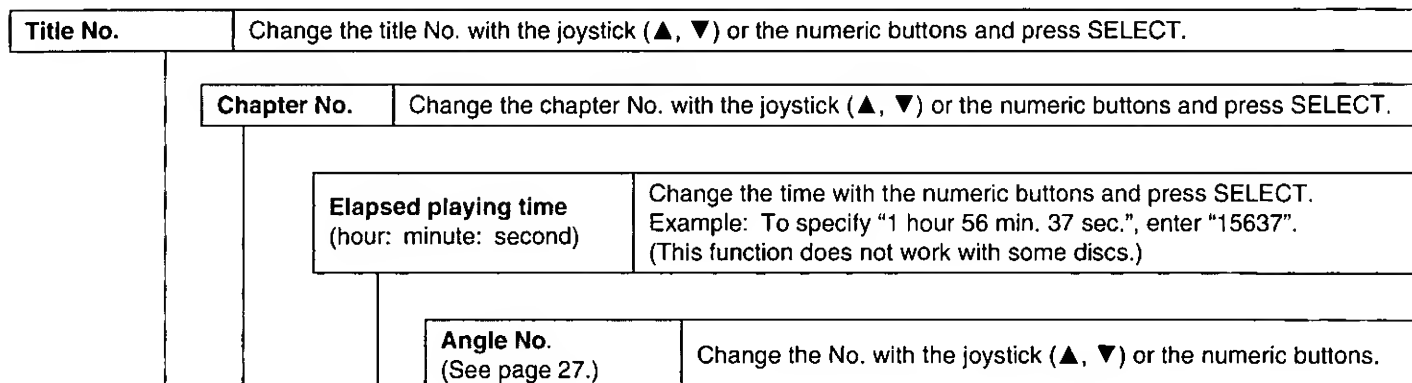 Title No.
Change the title No. with the joystick (▲, ▼) or the numeric buttons and press SELECT.
Chapter No.
Change the chapter No. with the joystick (▲, ▼) or the numeric buttons and press SELECT.
Elapsed playing time
(hour: minute: second)
Change the time with the numeric buttons and press SELECT.
Example: To specify “1 hour 56 min. 37 sec.”, enter “15637”.
(This function does not work with some discs.)
Angle No.
(See page 27.)
Change the No. with the joystick (▲, ▼) or the numeric buttons.